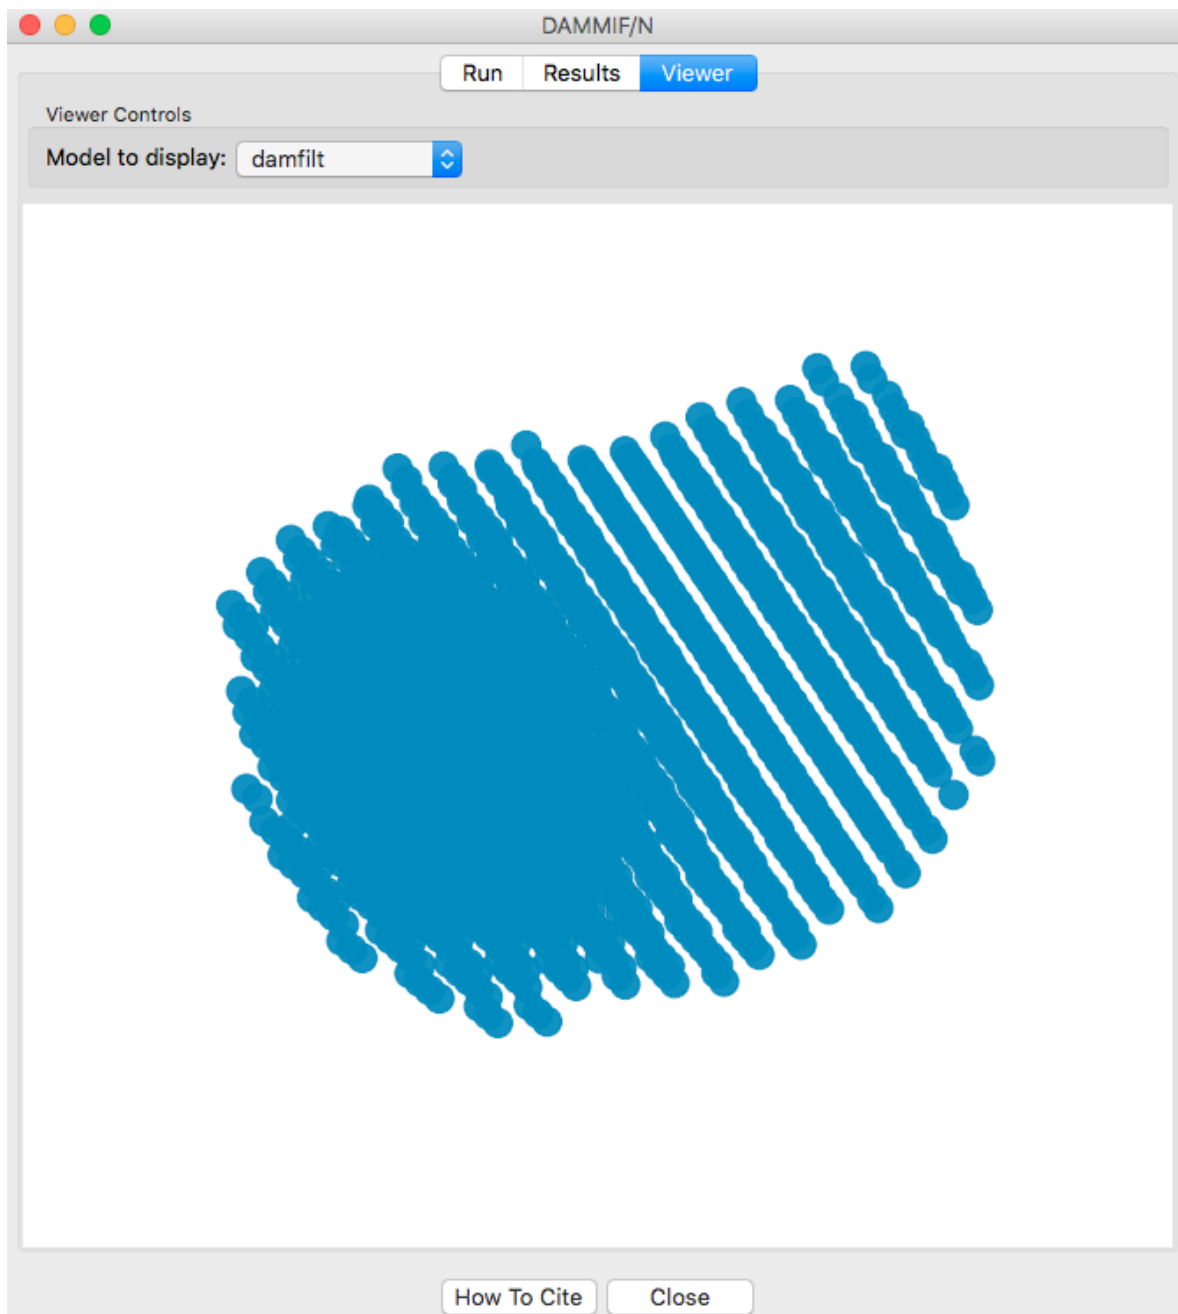 DAMMIF/N
Run Results Viewer
Viewer Controls
Model to display: damfilt
How To Cite Close